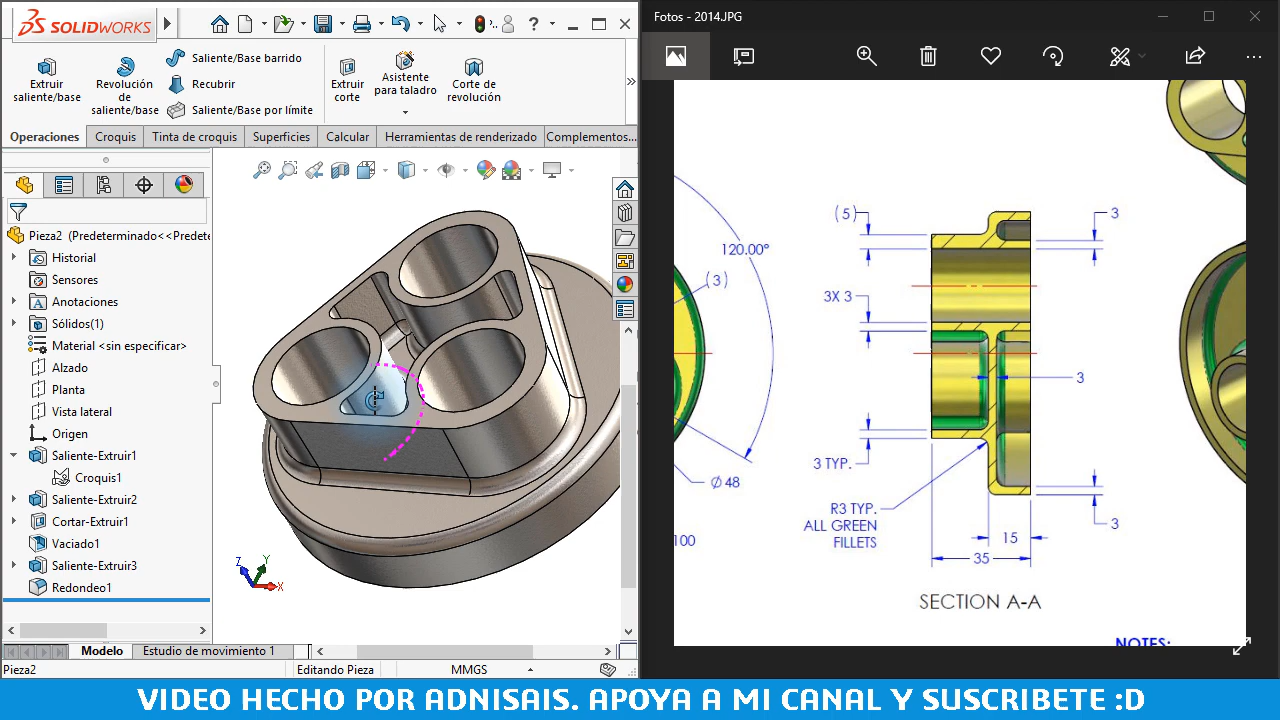 SOLIDWORKS
Extruir
saliente/base
Revolución
de
saliente/base
Saliente/Base barrido
Recubrir
Saliente/Base por límite
Extruir
corte
Asistente
para taladro
Corte de
revolución
Operaciones
Croquis
Tinta de croquis
Superficies
Calcular
Herramientas de renderizado
Complementos...
Pieza2 (Predeterminado<<Predete
Historial
Sensores
Anotaciones
Sólidos(1)
Material <sin especificar>
Alzado
Planta
Vista lateral
Origen
Saliente-Extruir1
Croquis1
Saliente-Extruir2
Cortar-Extruir1
Vaciado1
Saliente-Extruir3
Redondeo1
Z
Y
X
Modelo
Estudio de movimiento 1
Pieza2
Editando Pieza
MMGS
Fotos - 2014.JPG
(5)
3
120.00°
(3)
3X 3
3
3 TYP.
Ø 48
R3 TYP.
ALL GREEN
FILLETS
100
3
15
35
SECTION A-A
NOTES:
VIDEO HECHO POR ADNISAIS. APOYA A MI CANAL Y SUSCRIBETE :D